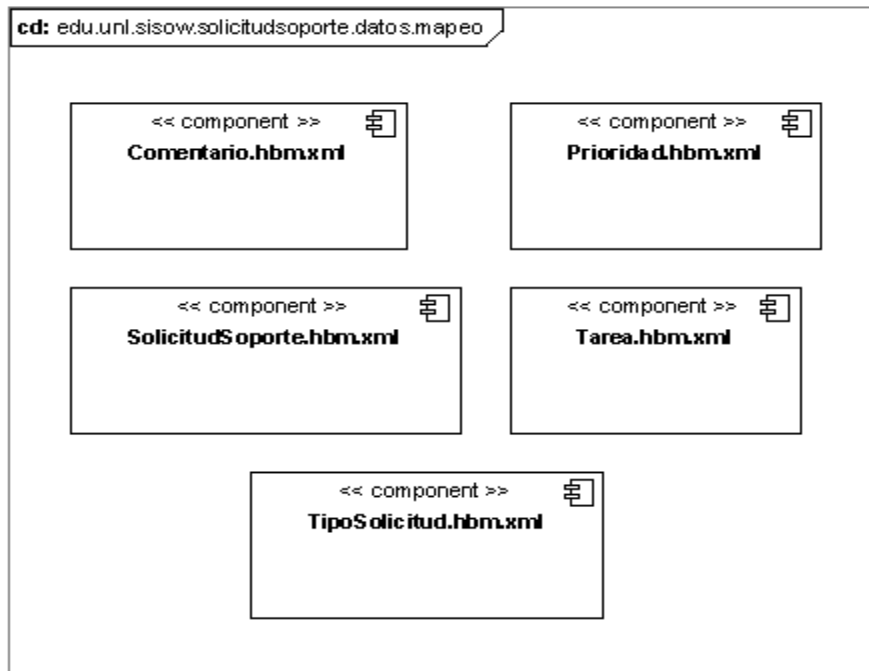 cd: edu.unl.sisow.solicitudsoporte.datos.mapeo
<< component >>
Comentario.hbm.xml
<< component >>
Prioridad.hbm.xml
<< component >>
SolicitudSoporte.hbm.xml
<< component >>
Tarea.hbm.xml
<< component >>
TipoSolicitud.hbm.xml